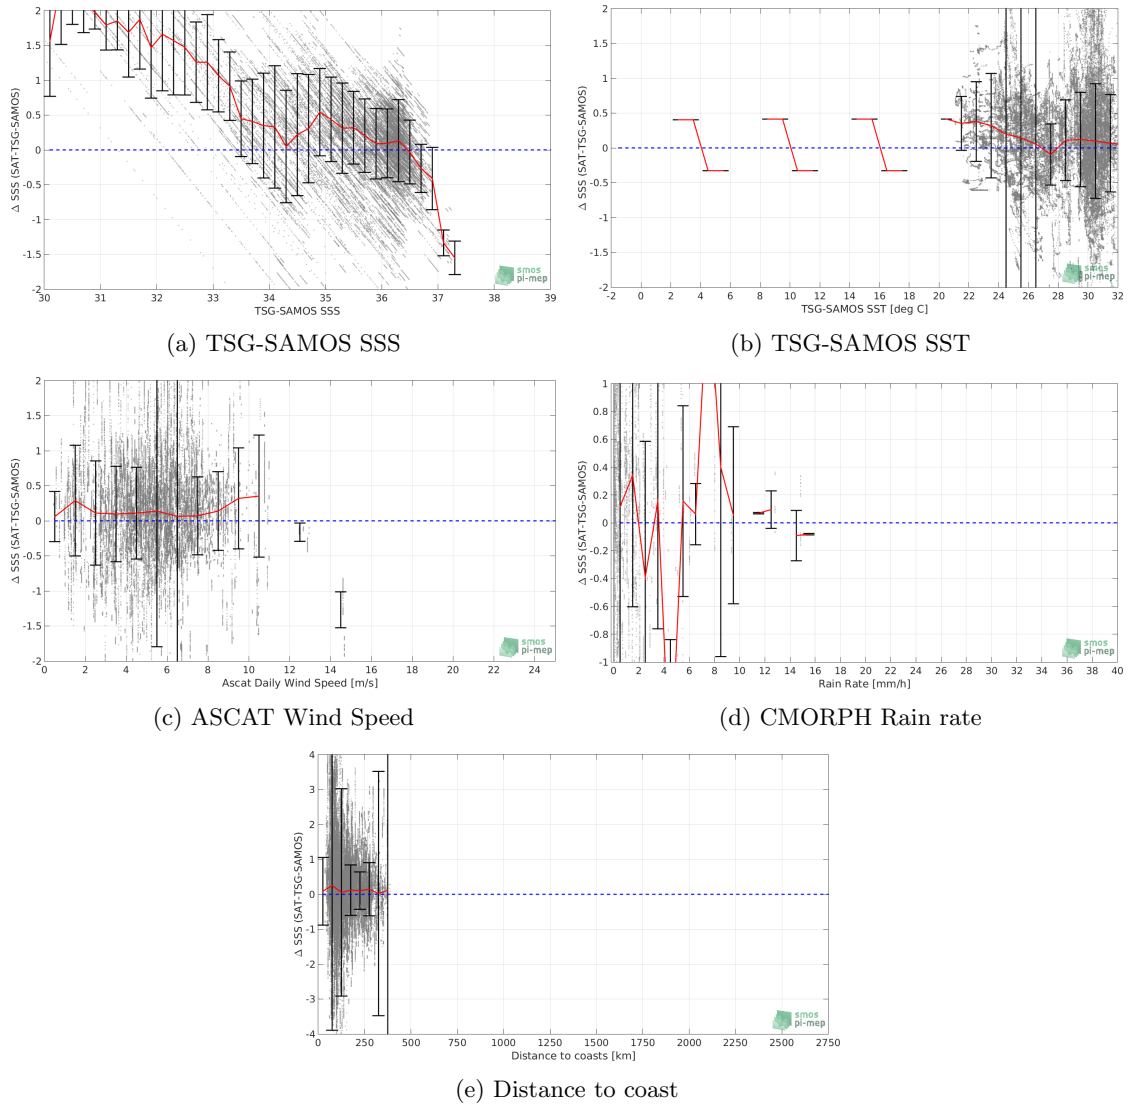 2
1.5
1
0.5
0
-0.5
-1
-1.5
-2
Δ SSS (SAT-TSG-SAMOS)
30 31 32 33 34 35 36 37 38 39
TSG-SAMOS SSS
smos
pi-mep
(a) TSG-SAMOS SSS
2
1.5
1
0.5
0
-0.5
-1
-1.5
-2
Δ SSS (SAT-TSG-SAMOS)
-2 0 2 4 6 8 10 12 14 16 18 20 22 24 26 28 30 32
TSG-SAMOS SST [deg C]
smos
pi-mep
(b) TSG-SAMOS SST
2
1.5
1
0.5
0
-0.5
-1
-1.5
-2
Δ SSS (SAT-TSG-SAMOS)
0 2 4 6 8 10 12 14 16 18 20 22 24
Ascat Daily Wind Speed [m/s]
smos
pi-mep
(c) ASCAT Wind Speed
1
0.8
0.6
0.4
0.2
0
-0.2
-0.4
-0.6
-0.8
-1
Δ SSS (SAT-TSG-SAMOS)
0 2 4 6 8 10 12 14 16 18 20 22 24 26 28 30 32 34 36 38 40
Rain Rate [mm/h]
smos
pi-mep
(d) CMORPH Rain rate
4
3
2
1
0
-1
-2
-3
-4
Δ SSS (SAT-TSG-SAMOS)
0 250 500 750 1000 1250 1500 1750 2000 2250 2500 2750
Distance to coasts [km]
smos
pi-mep
(e) Distance to coast